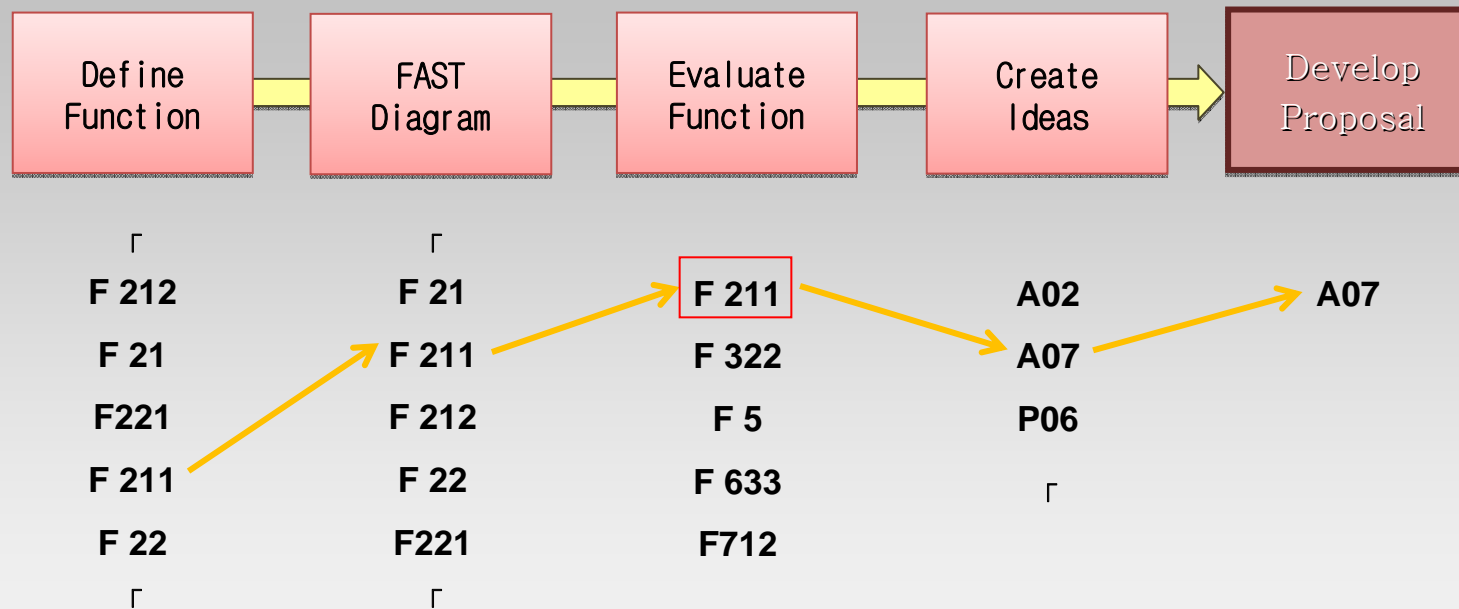 Define
Function
FAST
Diagram
Evaluate
Function
Create
Ideas
Develop
Proposal
┌
F 212
F 21
F221
F 211
F 22
┌
┌
F 21
F 211
F 212
F 22
F221
┌
F 211
F 322
F 5
F 633
F712
A02
A07
P06
┌
A07